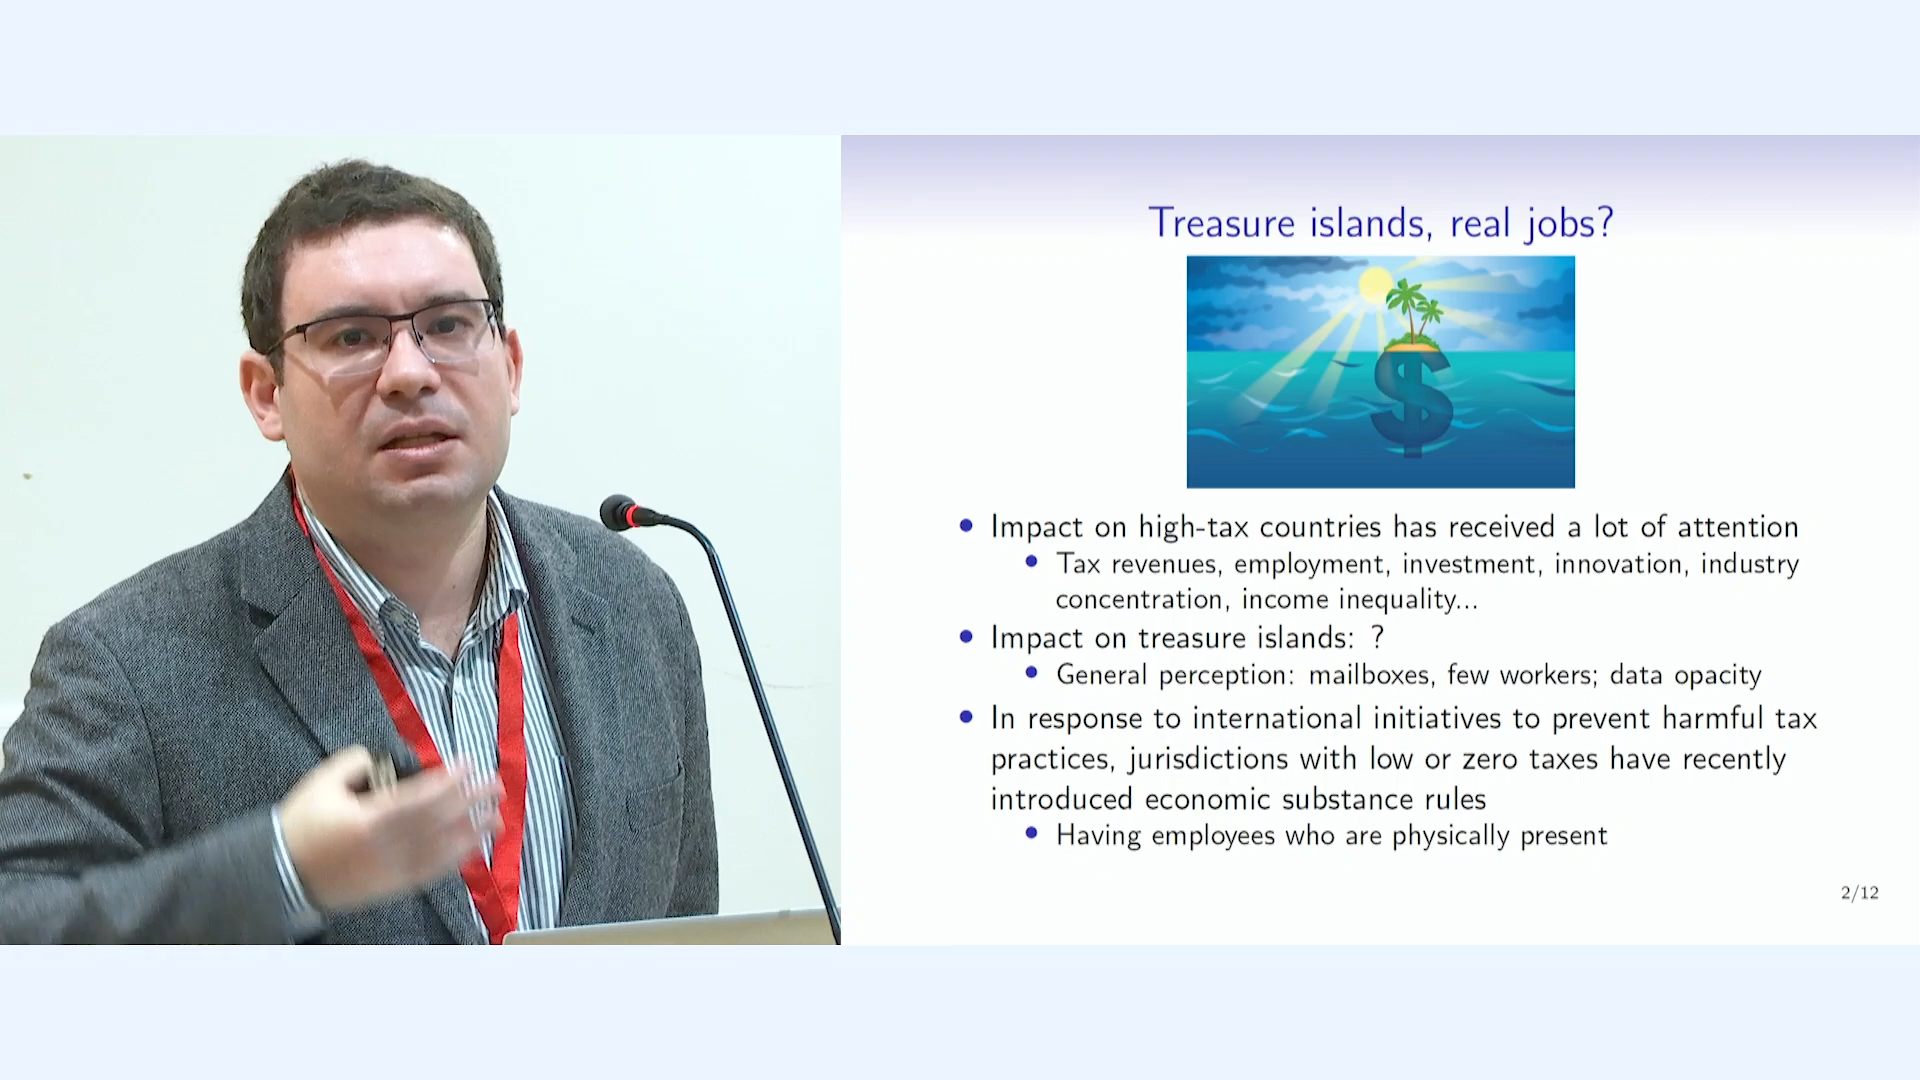 Treasure islands, real jobs?
$
Impact on high-tax countries has received a lot of attention
Tax revenues, employment, investment, innovation, industry
concentration, income inequality...
Impact on treasure islands: ?
General perception: mailboxes, few workers; data opacity
In response to international initiatives to prevent harmful tax
practices, jurisdictions with low or zero taxes have recently
introduced economic substance rules
Having employees who are physically present
2/12